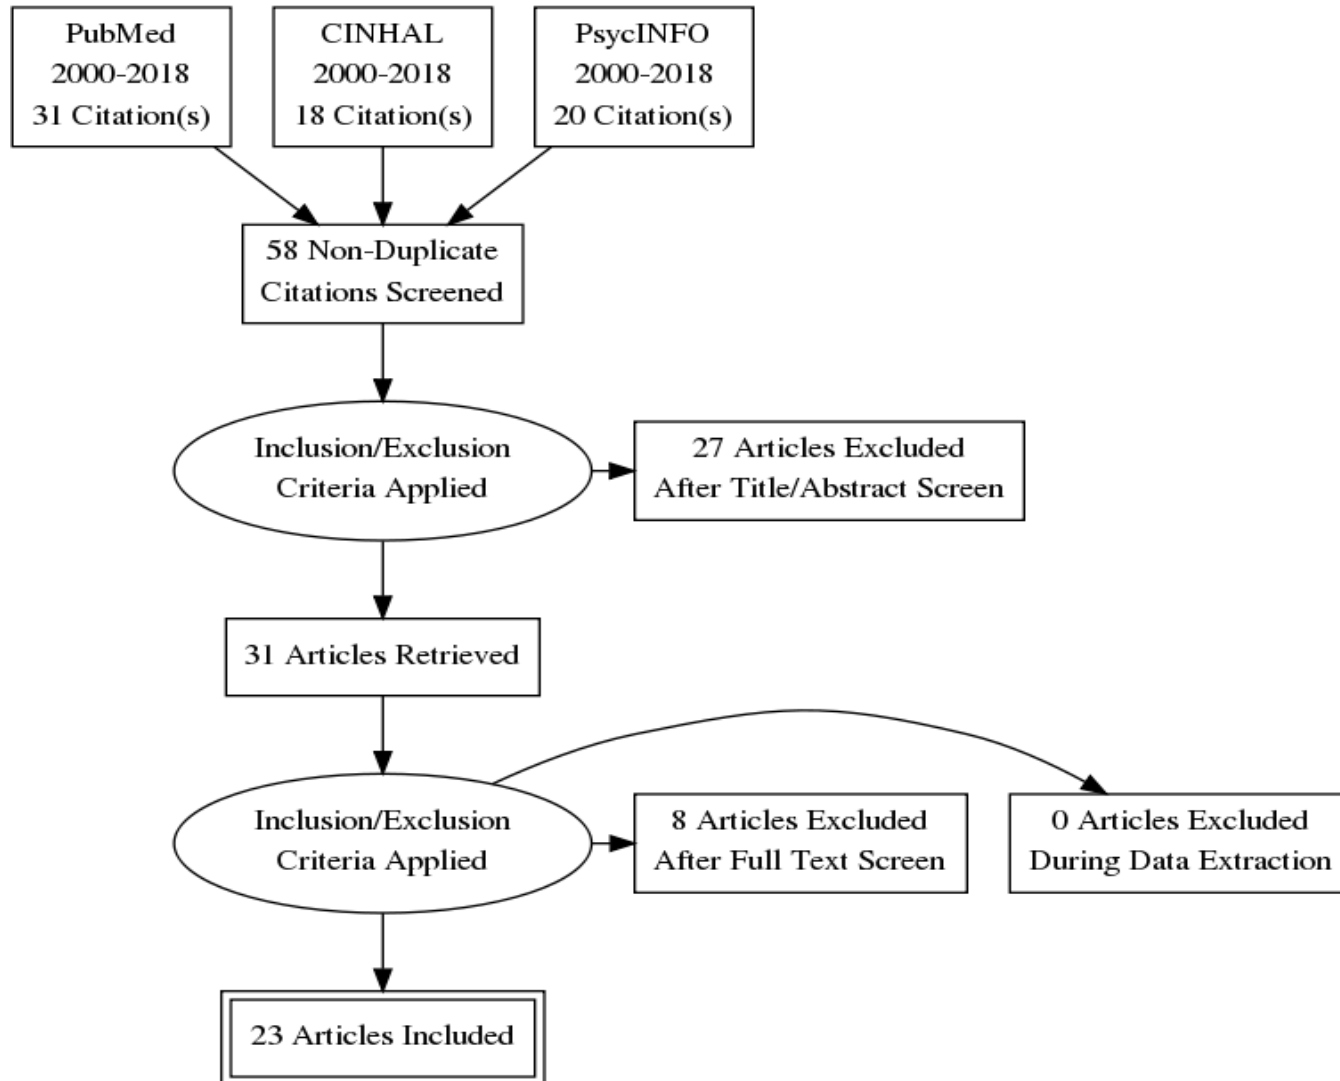 PubMed
2000-2018
31 Citation(s)
CINHAL
2000-2018
18 Citation(s)
PsycINFO
2000-2018
20 Citation(s)
58 Non-Duplicate
Citations Screened
Inclusion/Exclusion
Criteria Applied
27 Articles Excluded
After Title/Abstract Screen
31 Articles Retrieved
Inclusion/Exclusion
Criteria Applied
8 Articles Excluded
After Full Text Screen
0 Articles Excluded
During Data Extraction
23 Articles Included